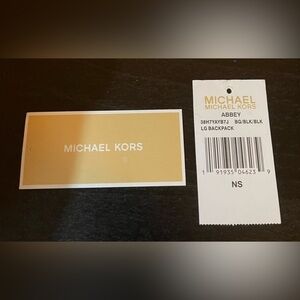 MICHAEL KORS
MICHAEL
MICHAEL KORS
ABBEY
38H7YAYB7J BG/BLK/BLK
LG BACKPACK
1 91935 04623 9
NS